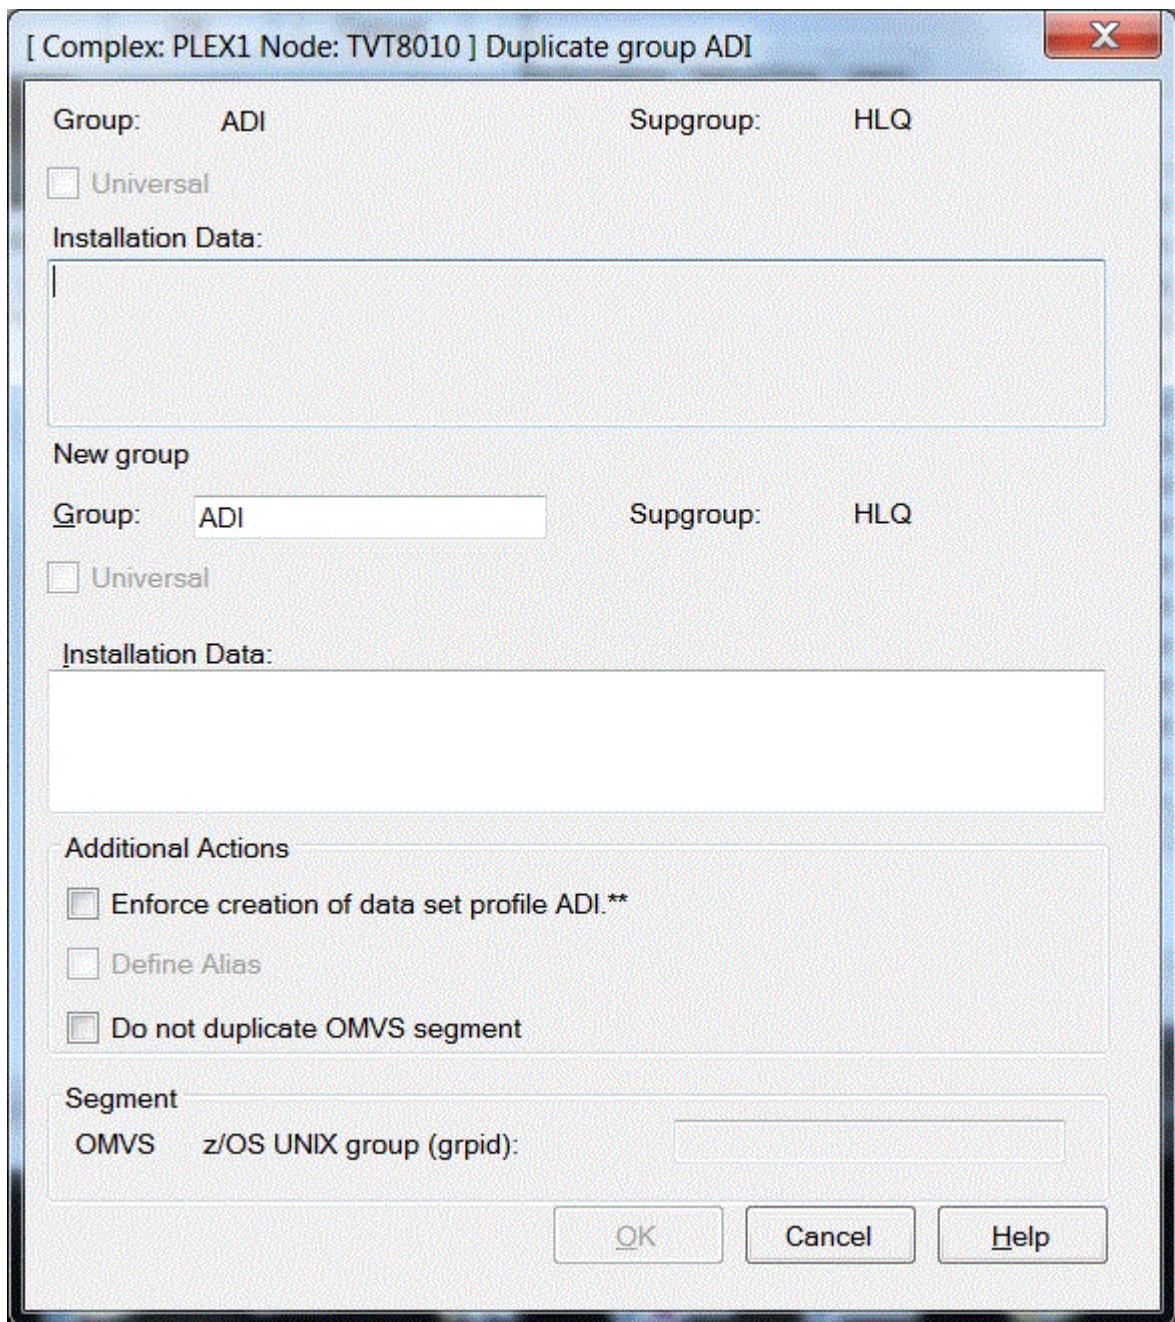 [ Complex: PLEX1 Node: TVT8010 ] Duplicate group ADI
Group: ADI Supgroup: HLQ
Universal
Installation Data:
New group
Group: ADI Supgroup: HLQ
Universal
Installation Data:
Additional Actions
Enforce creation of data set profile ADI.**
Define Alias
Do not duplicate OMVS segment
Segment
OMVS z/OS UNIX group (grpid):
OK Cancel Help